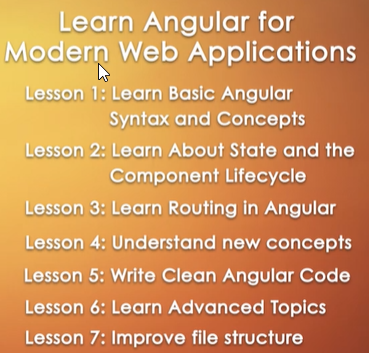 Learn Angular for
Modern Web Applications
Lesson 1: Learn Basic Angular
Syntax and Concepts
Lesson 2: Learn About State and the
Component Lifecycle
Lesson 3: Learn Routing in Angular
Lesson 4: Understand new concepts
Lesson 5: Write Clean Angular Code
Lesson 6: Learn Advanced Topics
Lesson 7: Improve file structure